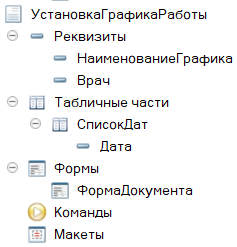 УстановкаГрафикаРаботы
Реквизиты
НаименованиеГрафика
Врач
Табличные части
СписокДат
Дата
Формы
ФормаДокумента
Команды
Макеты